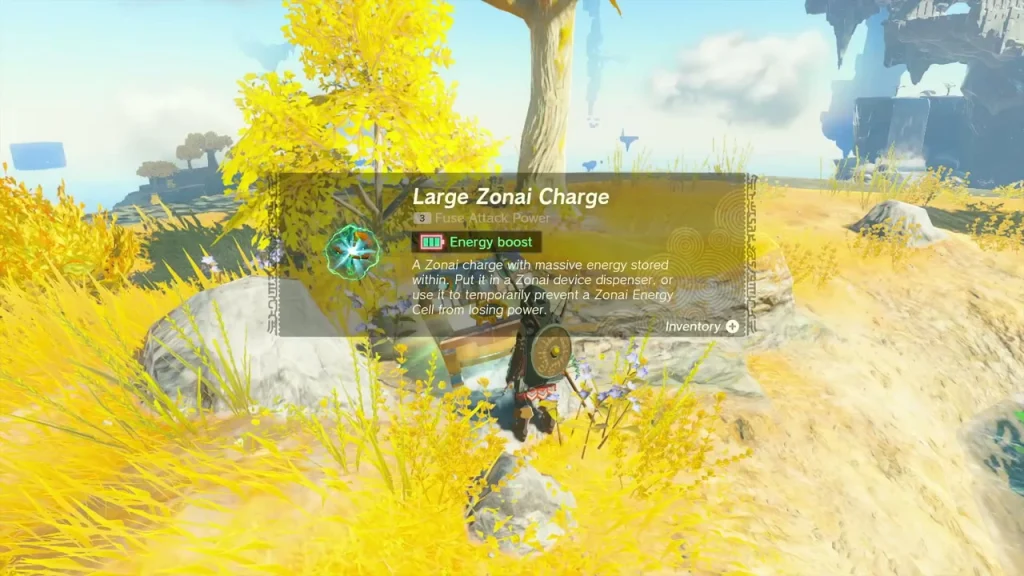 Large Zonai Charge
3 Fuse Attack Power
Energy boost
A Zonai charge with massive energy stored
within. Put it in a Zonai device dispenser, or
use it to temporarily prevent a Zonai Energy
Cell from losing power.
Inventory